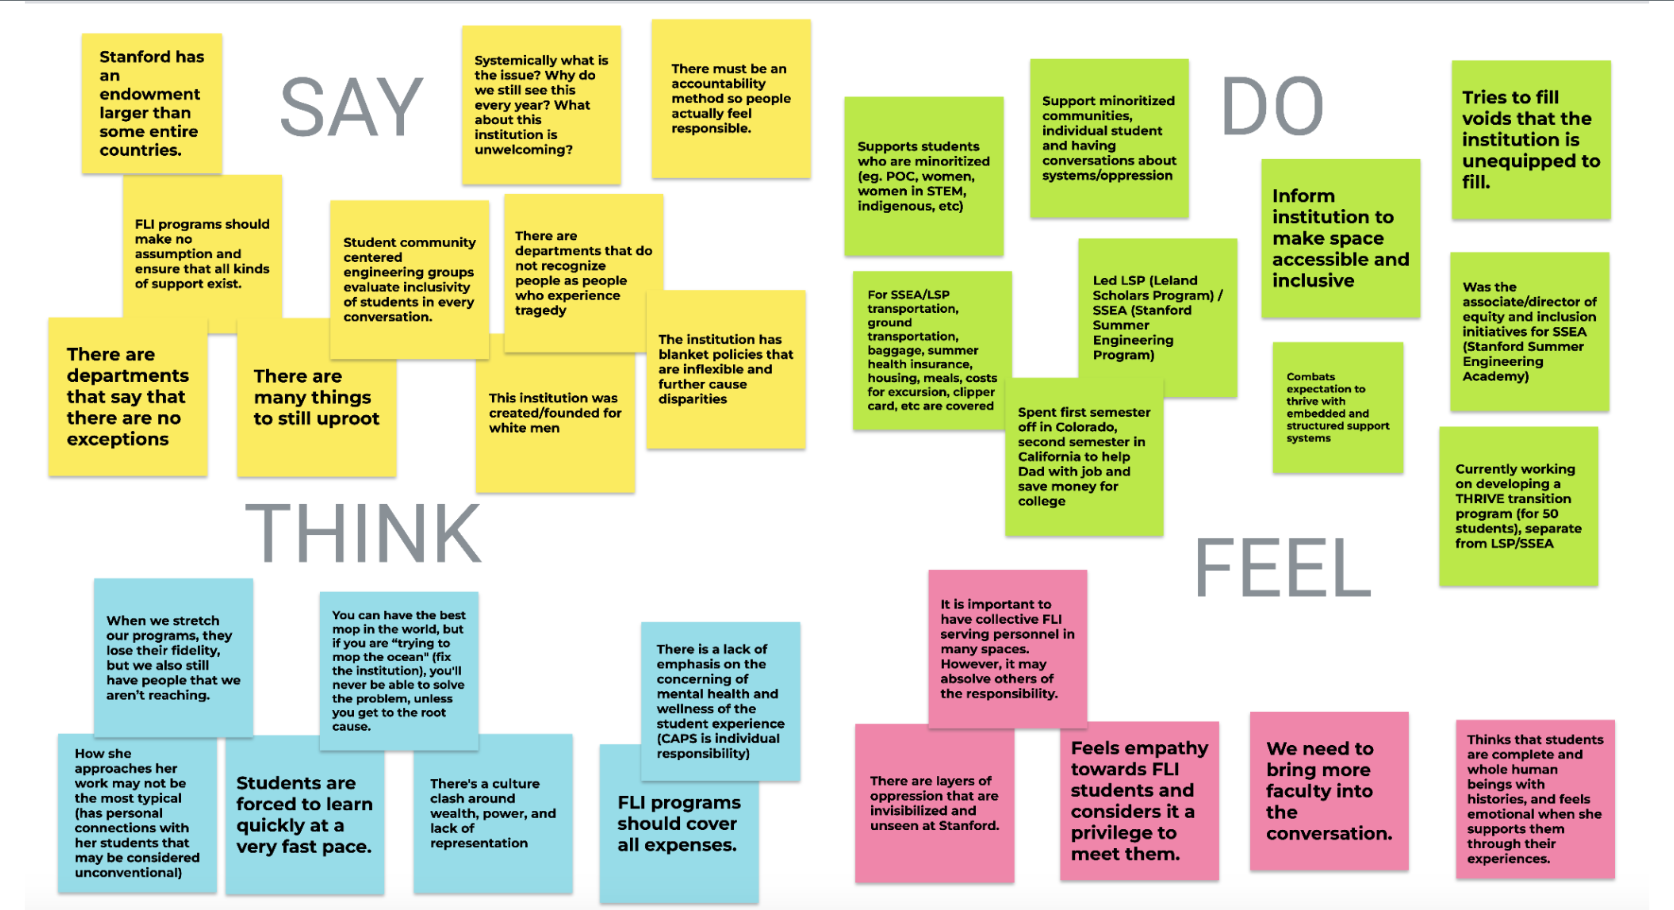 SAY
Stanford has
an
endowment
larger than
some entire
countries.
Systemically what is
the issue? Why do
we still see this
every year? What
about this
institution is
unwelcoming?
There must be an
accountability
method so people
actually feel
responsible.
FLI programs should
make no
assumption and
ensure that all kinds
of support exist.
Student community
centered
engineering groups
evaluate inclusivity
of students in every
conversation.
There are
departments that do
not recognize
people as people
who experience
tragedy
The institution has
blanket policies that
are inflexible and
further cause
disparities
There are
departments
that say that
there are no
exceptions
There are
many things
to still uproot
This institution was
created/founded for
white men
DO
Supports students
who are minoritized
(eg. POC, women,
women in STEM,
indigenous, etc)
Support minoritized
communities,
individual student
and having
conversations about
systems/oppression
Inform
institution to
make space
accessible and
inclusive
Tries to fill
voids that the
institution is
unequipped to
fill.
For SSEA/LSP
transportation,
ground
transportation,
baggage, summer
health insurance,
housing, meals, costs
for excursion, clipper
card, etc are covered
Led LSP (Leland
Scholars Program) /
SSEA (Stanford
Summer
Engineering
Program)
Was the
associate/director of
equity and inclusion
initiatives for SSEA
(Stanford Summer
Engineering
Academy)
Combats
expectation to
thrive with
embedded and
structured support
systems
Spent first semester
off in Colorado,
second semester in
California to help
Dad with job and
save money for
college
Currently working
on developing a
THRIVE transition
program (for 50
students), separate
from LSP/SSEA
THINK
When we stretch
our programs, they
lose their fidelity,
but we also still
have people that we
aren't reaching.
You can have the best
mop in the world, but
if you are “trying to
mop the ocean" (fix
the institution), you'll
never be able to solve
the problem, unless
you get to the root
cause.
There is a lack of
emphasis on the
concerning of
mental health and
wellness of the
student experience
(CAPS is individual
responsibility)
How she
approaches her
work may not be
the most typical
(has personal
connections with
her students that
may be considered
unconventional)
Students are
forced to learn
quickly at a
very fast pace.
There's a culture
clash around
wealth, power, and
lack of
representation
FLI programs
should cover
all expenses.
FEEL
It is important to
have collective FLI
serving personnel in
many spaces.
However, it may
absolve others of
the responsibility.
There are layers of
oppression that are
invisibilized and
unseen at Stanford.
Feels empathy
towards FLI
students and
considers it a
privilege to
meet them.
We need to
bring more
faculty into
the
conversation.
Thinks that students
are complete and
whole human
beings with
histories, and feels
emotional when she
supports them
through their
experiences.